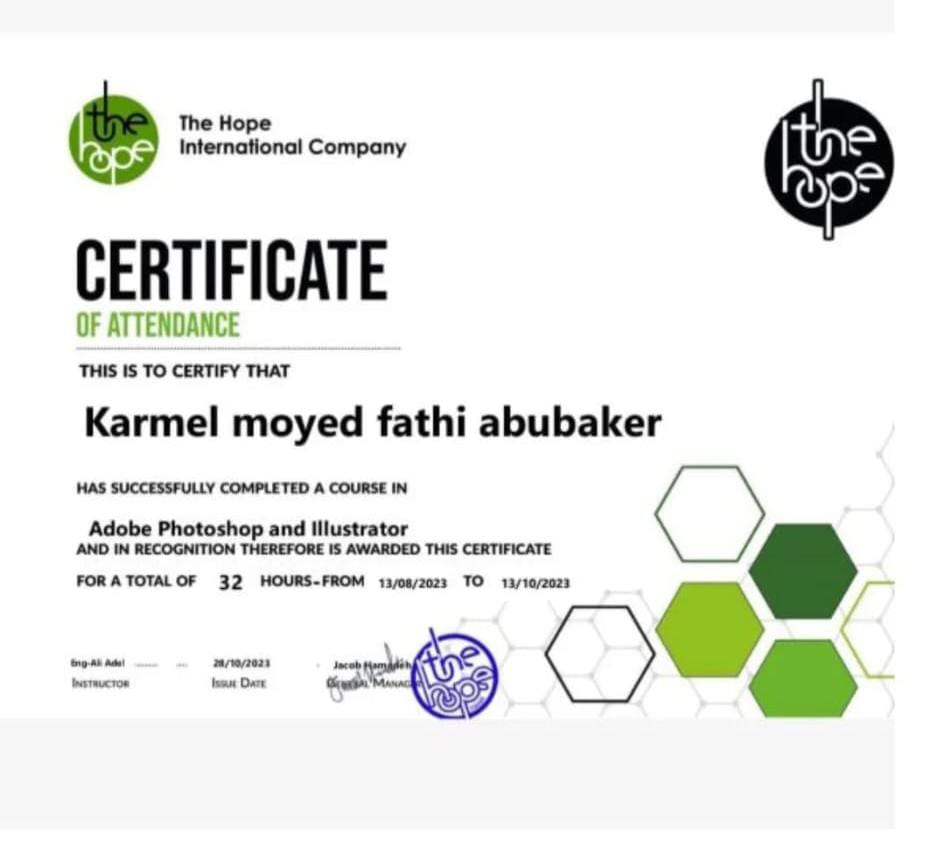 the hope
The Hope
International Company
the hope
CERTIFICATE
OF ATTENDANCE
THIS IS TO CERTIFY THAT
Karmel moyed fathi abubaker
HAS SUCCESSFULLY COMPLETED A COURSE IN
Adobe Photoshop and Illustrator
AND IN RECOGNITION THEREFORE IS AWARDED THIS CERTIFICATE
FOR A TOTAL OF 32 HOURS-FROM 13/08/2023 TO 13/10/2023
Eng-Ali Adel 28/10/2023 Jacob Hamadeh
INSTRUCTOR ISSUE DATE GENERAL MANAG
the hope